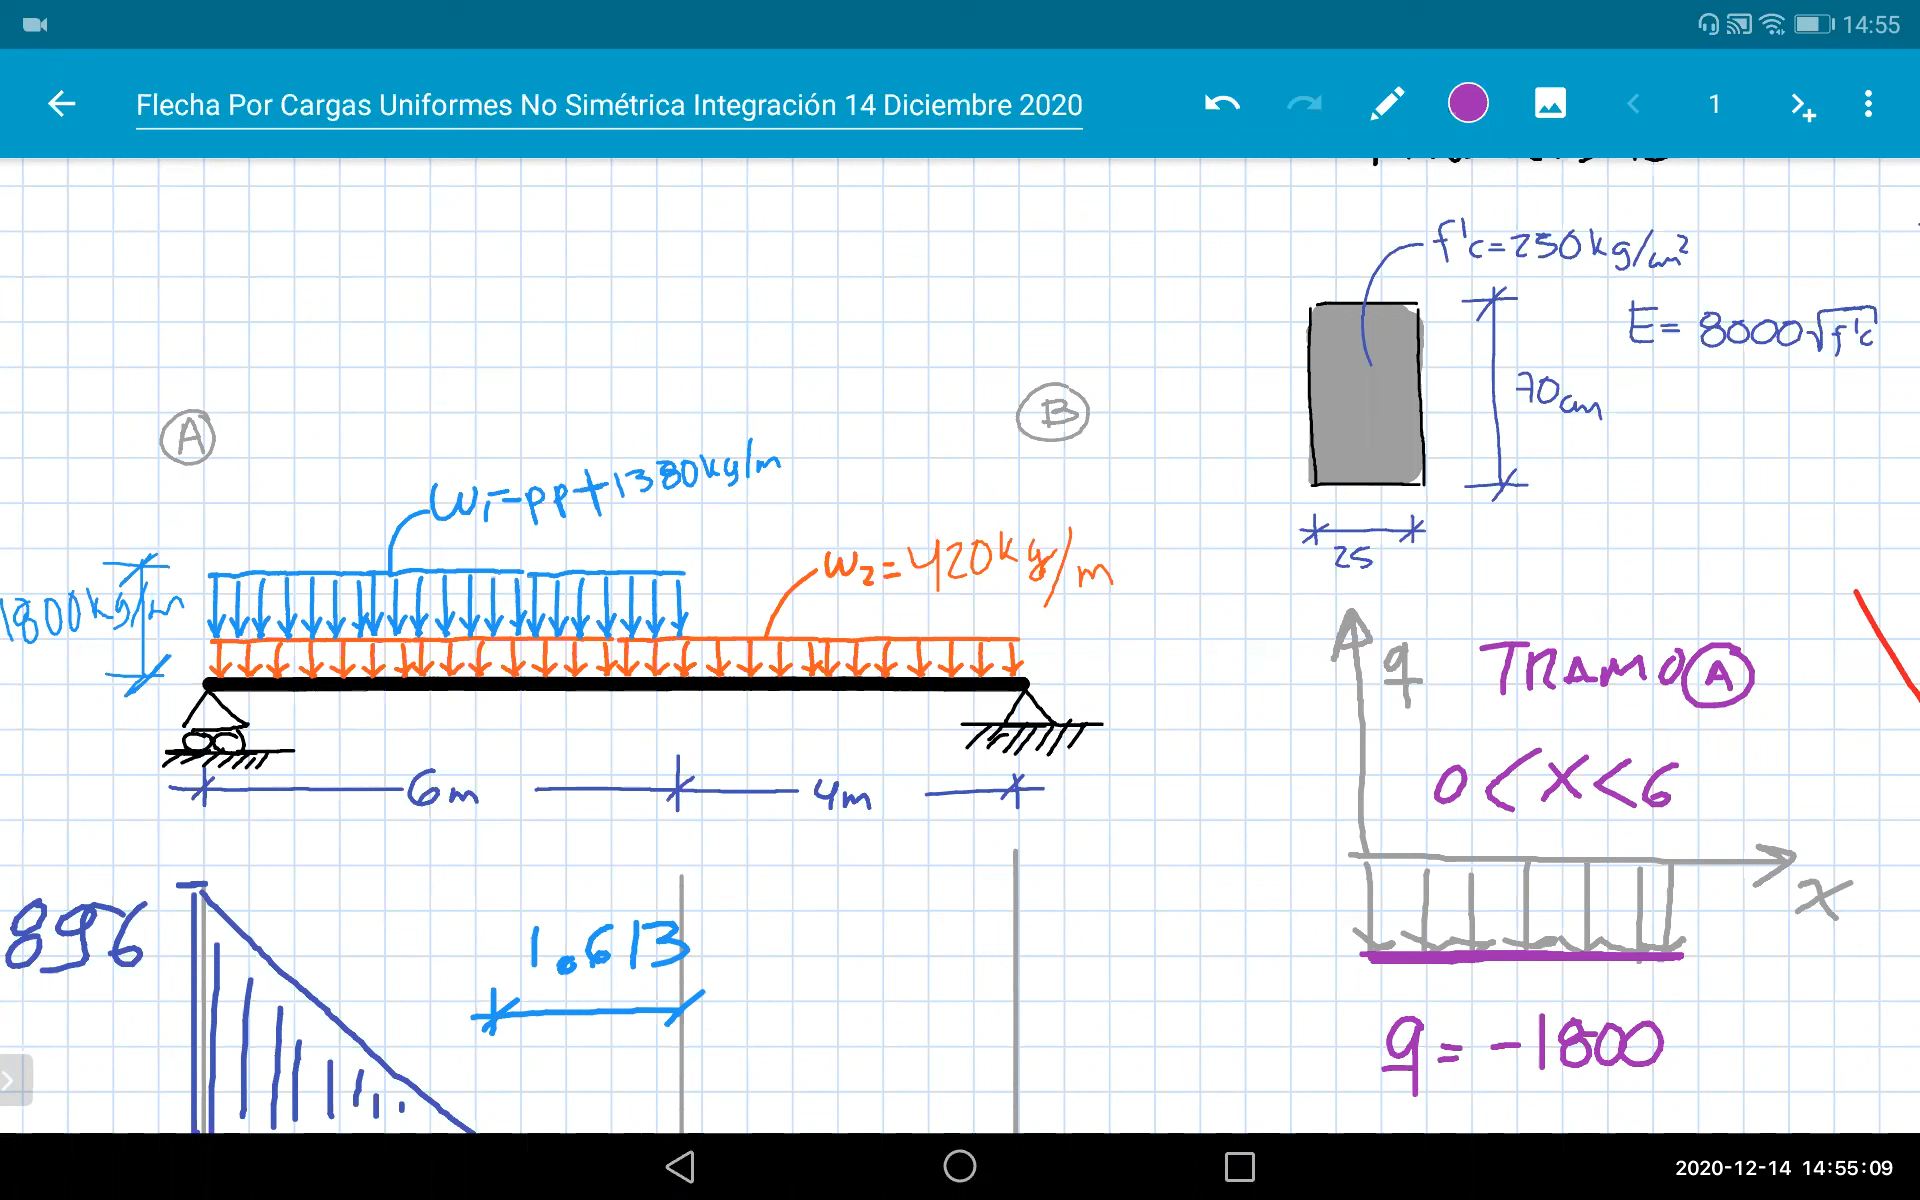 14:55
Flecha Por Cargas Uniformes No Simétrica Integración 14 Diciembre 2020
1
f'c=250kg/cm²
E= 8000√f'c
70cm
25
A
B
W1=pp+1380kg/m
W2=420kg/m
1800kg/m
6m
4m
q
TRAMO A
0<x<6
x
896
1.613
q=-1800
2020-12-14 14:55:09